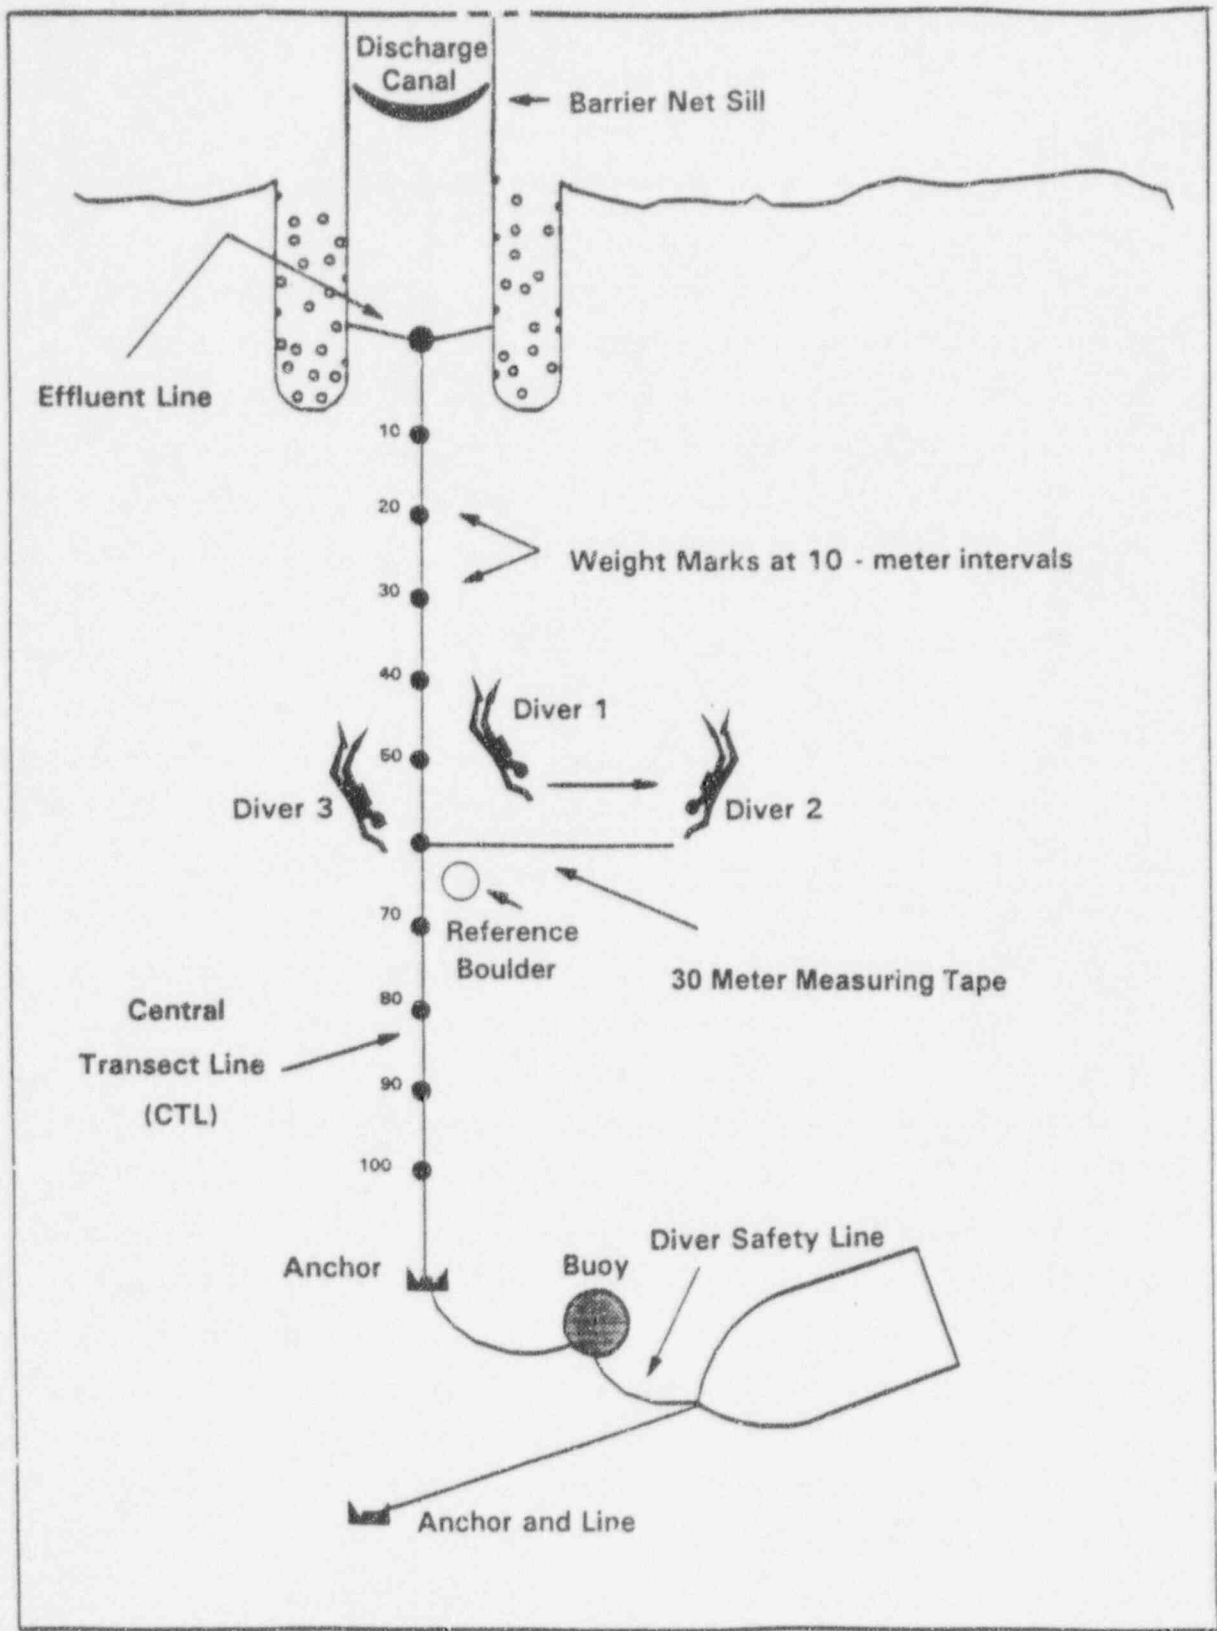 Discharge
Canal
Barrier Net Sill
Effluent Line
10
20
Weight Marks at 10 - meter intervals
30
40
Diver 1
50
Diver 3
Diver 2
70
Reference
Boulder
30 Meter Measuring Tape
80
Central
Transect Line
(CTL)
90
100
Diver Safety Line
Anchor
Buoy
Anchor and Line